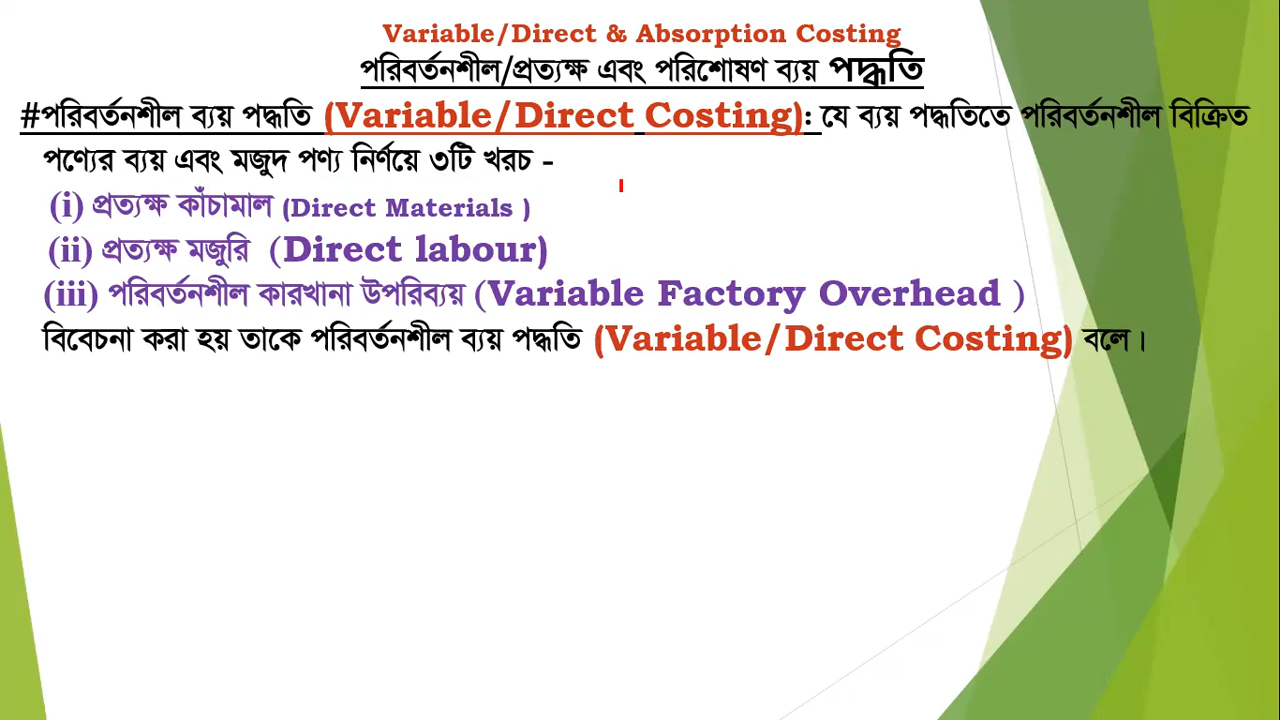 Variable/Direct & Absorption Costing
পরিবর্তনশীল/প্রত্যক্ষ এবং পরিশোষণ ব্যয় পদ্ধতি
#পরিবর্তনশীল ব্যয় পদ্ধতি (Variable/Direct Costing): যে ব্যয় পদ্ধতিতে পরিবর্তনশীল বিক্রিত
পণ্যের ব্যয় এবং মজুদ পণ্য নির্ণয়ে ৩টি খরচ -
(i) প্রত্যক্ষ কাঁচামাল (Direct Materials )
(ii) প্রত্যক্ষ মজুরি (Direct labour)
(iii) পরিবর্তনশীল কারখানা উপরিব্যয় (Variable Factory Overhead )
বিবেচনা করা হয় তাকে পরিবর্তনশীল ব্যয় পদ্ধতি (Variable/Direct Costing) বলে।